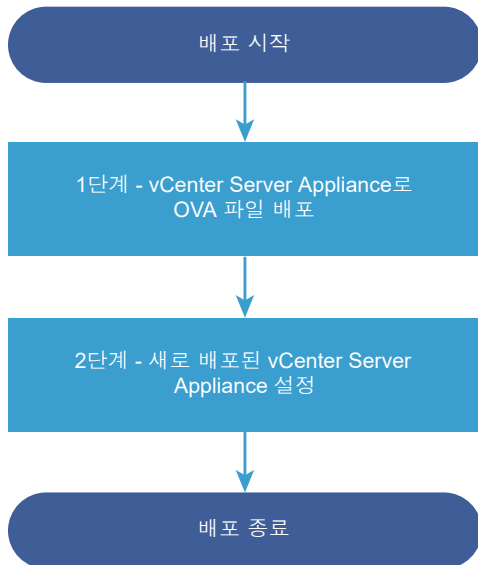 배포 시작
1단계 - vCenter Server Appliance로
OVA 파일 배포
2단계 - 새로 배포된 vCenter Server
Appliance 설정
배포 종료